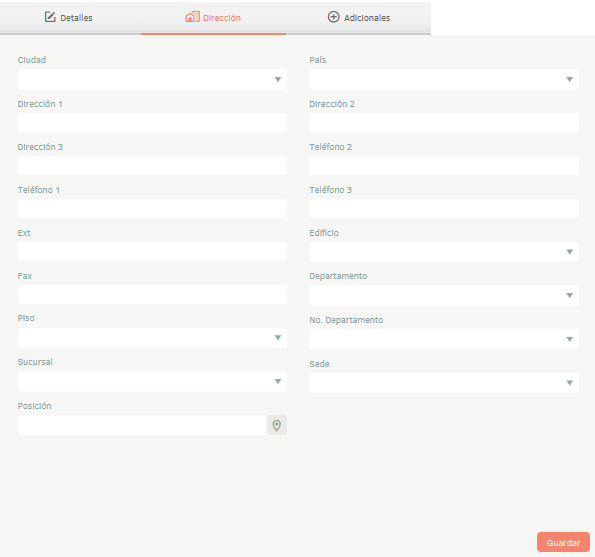 Detalles
Dirección
Adicionales
Ciudad
País
Dirección 1
Dirección 2
Dirección 3
Teléfono 2
Teléfono 1
Teléfono 3
Ext
Edificio
Fax
Departamento
Piso
No. Departamento
Sucursal
Sede
Posición
Guardar